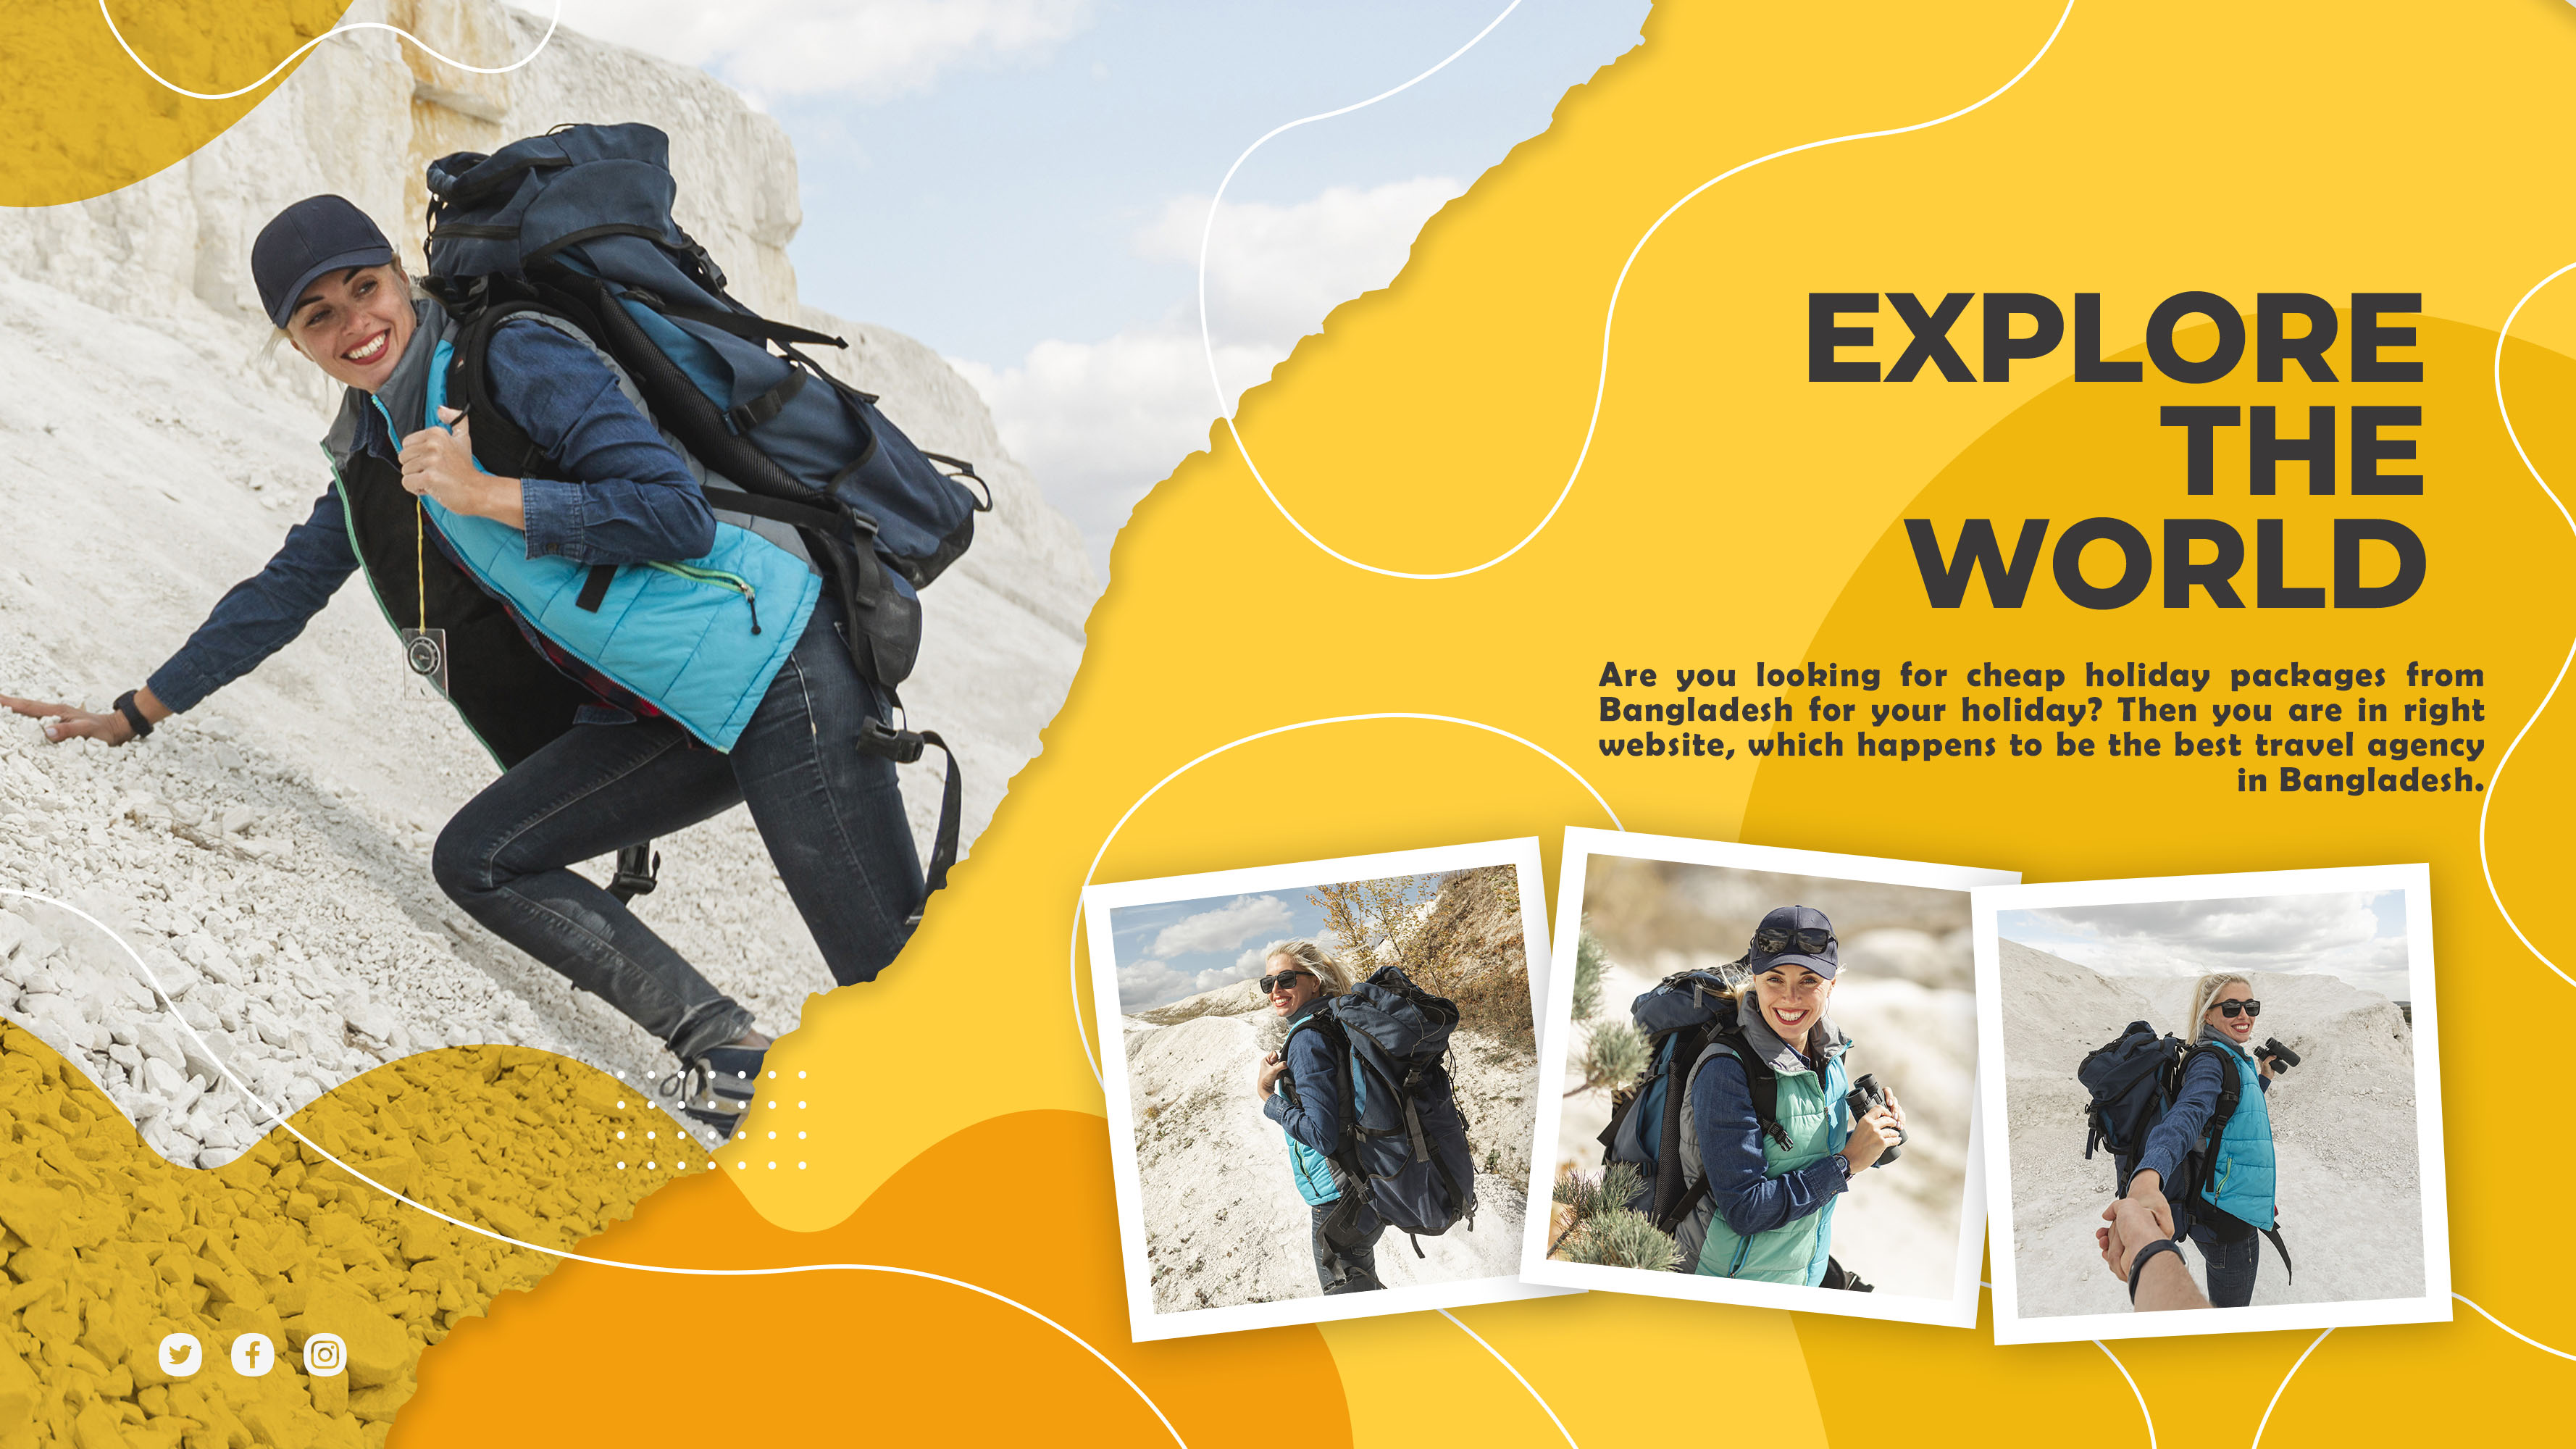 EXPLORE
THE
WORLD
Are you looking for cheap holiday packages from
Bangladesh for your holiday? Then you are in right
website, which happens to be the best travel agency
in Bangladesh.